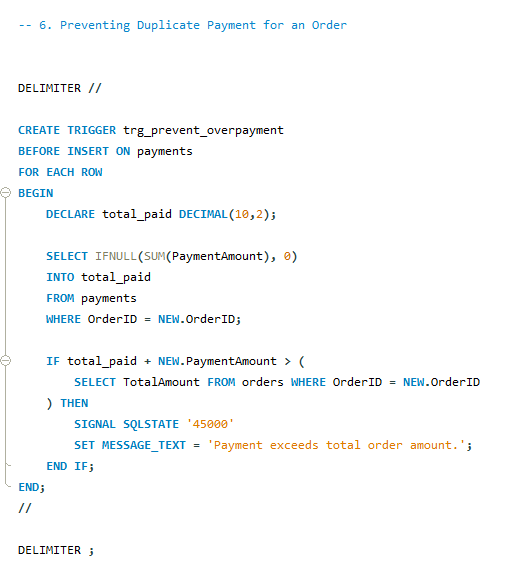 -- 6. Preventing Duplicate Payment for an Order
DELIMITER //
CREATE TRIGGER trg_prevent_overpayment
BEFORE INSERT ON payments
FOR EACH ROW
BEGIN
    DECLARE total_paid DECIMAL(10,2);
    SELECT IFNULL(SUM(PaymentAmount), 0)
    INTO total_paid
    FROM payments
    WHERE OrderID = NEW.OrderID;
    IF total_paid + NEW.PaymentAmount > (
        SELECT TotalAmount FROM orders WHERE OrderID = NEW.OrderID
    ) THEN
        SIGNAL SQLSTATE '45000'
        SET MESSAGE_TEXT = 'Payment exceeds total order amount.';
    END IF;
END;
//
DELIMITER ;